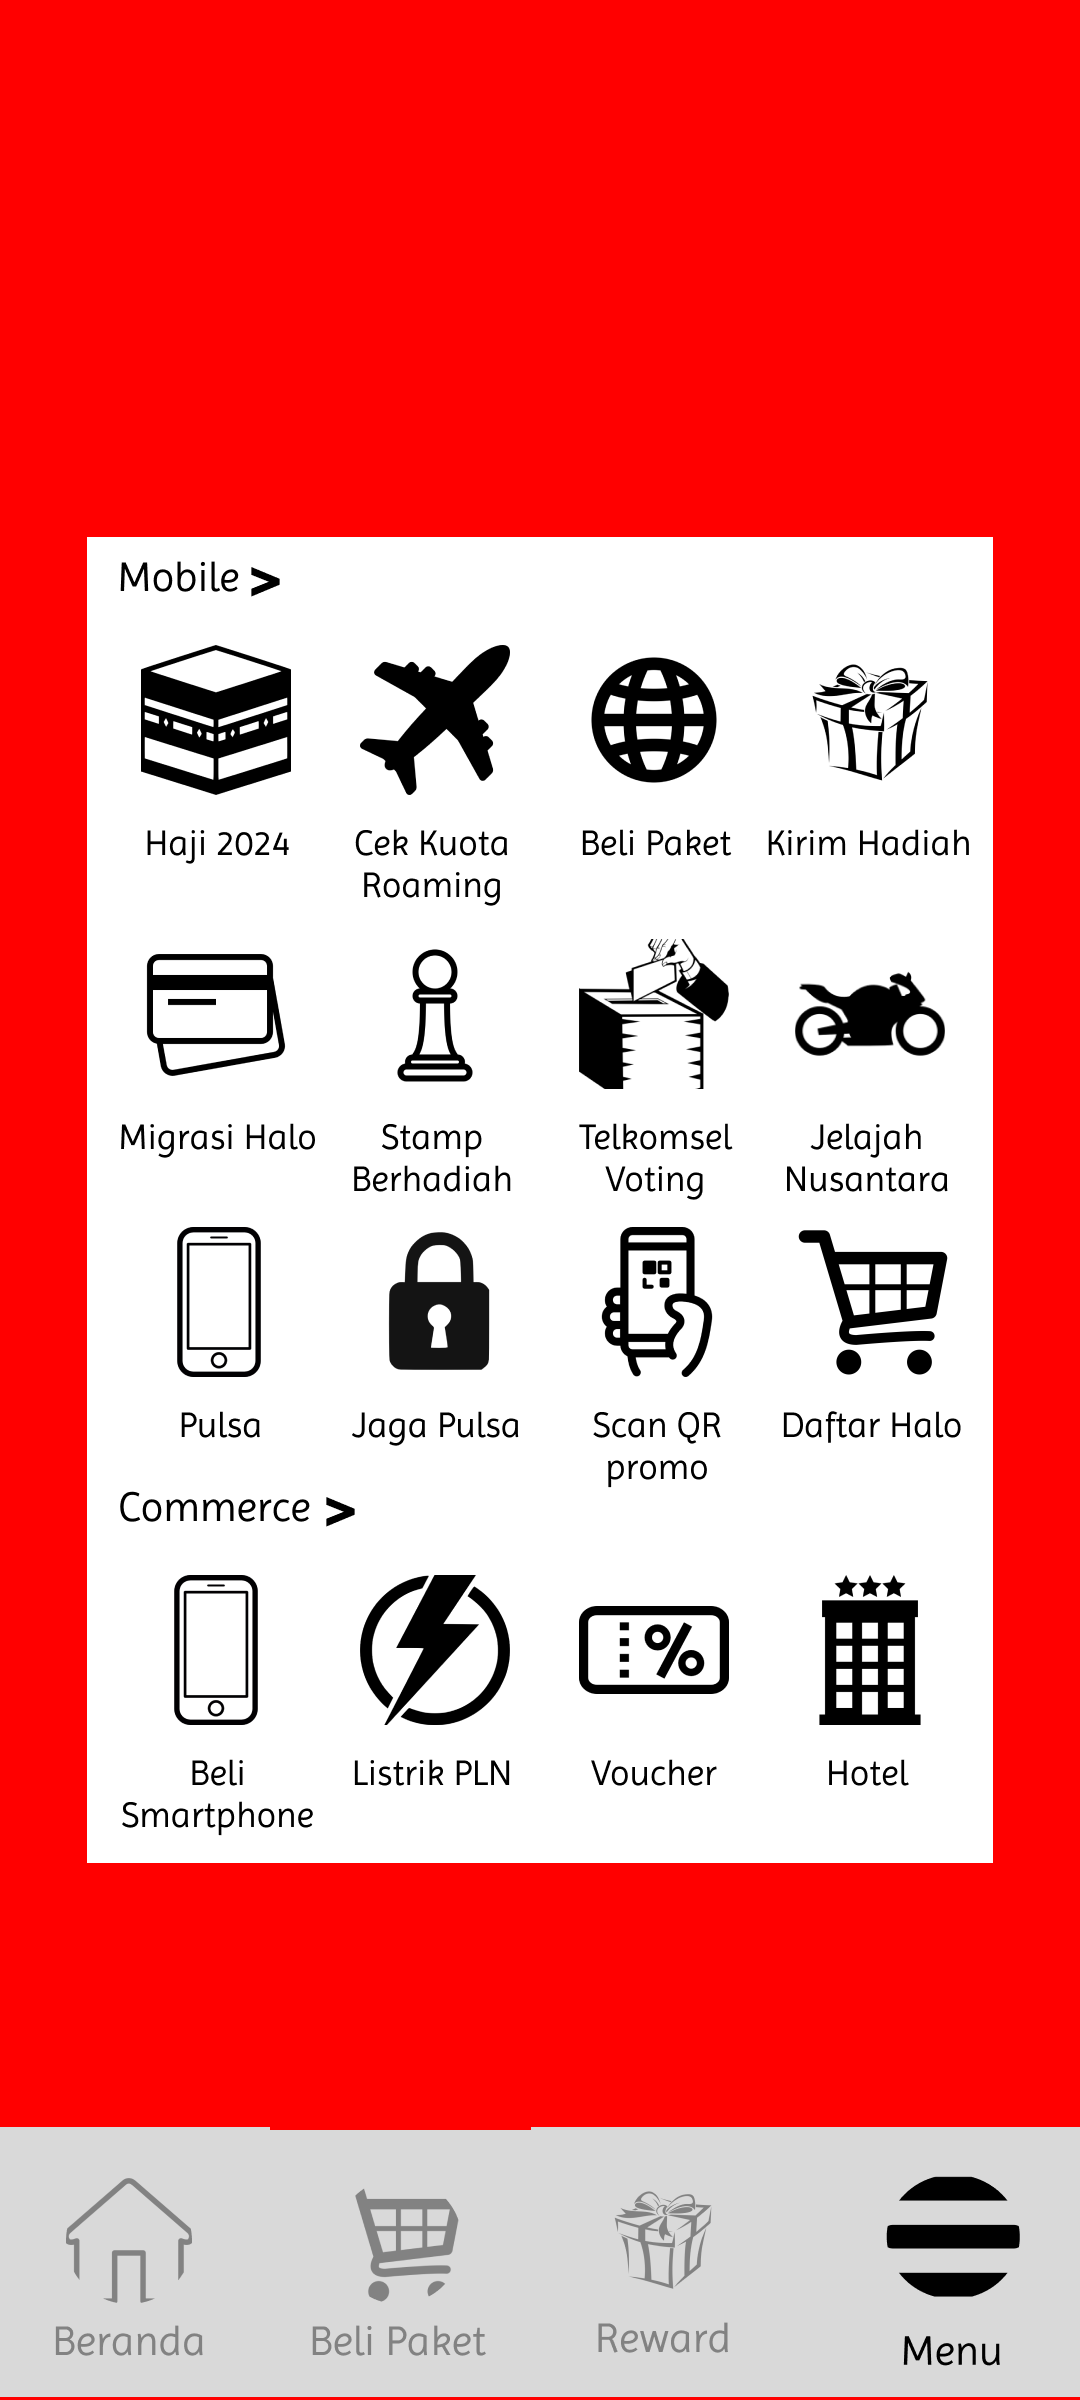 Mobile >
Haji 2024
Cek Kuota
Roaming
Beli Paket
Kirim Hadiah
Migrasi Halo
Stamp
Berhadiah
Telkomsel
Voting
Jelajah
Nusantara
Pulsa
Jaga Pulsa
Scan QR
promo
Daftar Halo
Commerce >
Beli
Smartphone
Listrik PLN
%
Voucher
Hotel
Beranda
Beli Paket
Reward
Menu